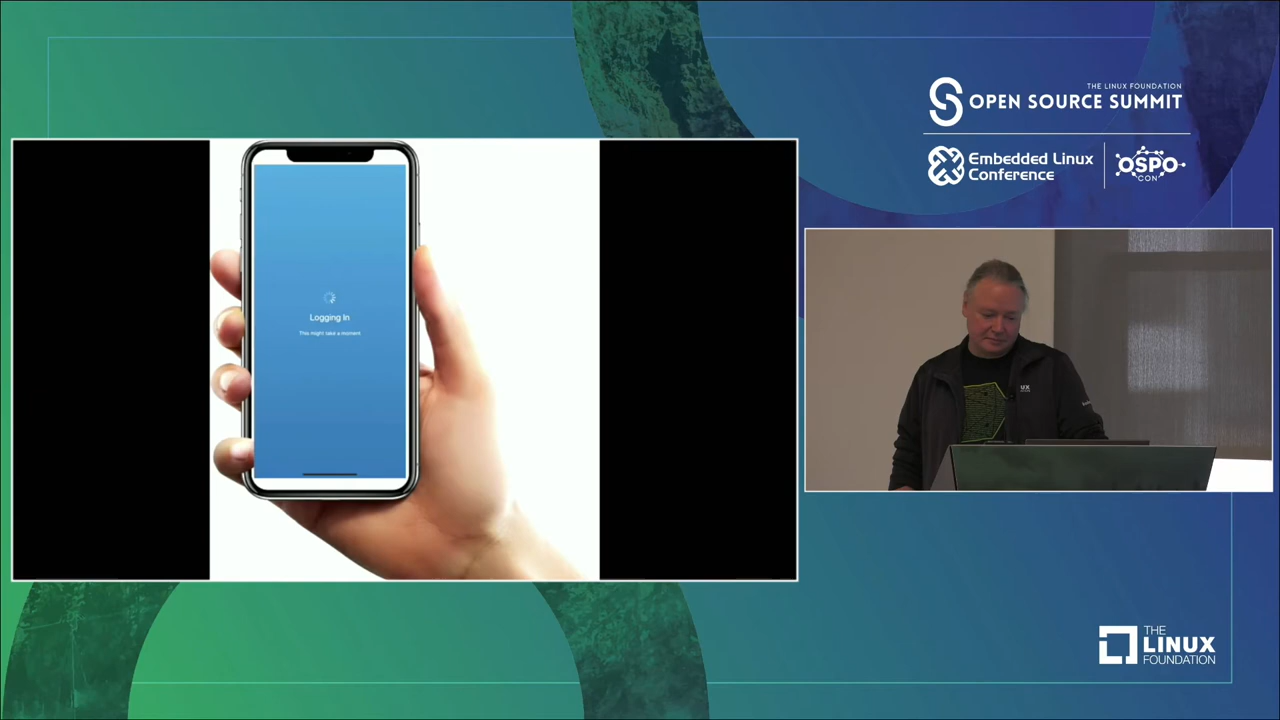 THE LINUX FOUNDATION
OPEN SOURCE SUMMIT
Embedded Linux
Conference
OSPO
CON
Logging In
This might take a moment
UX
THE
LINUX
FOUNDATION